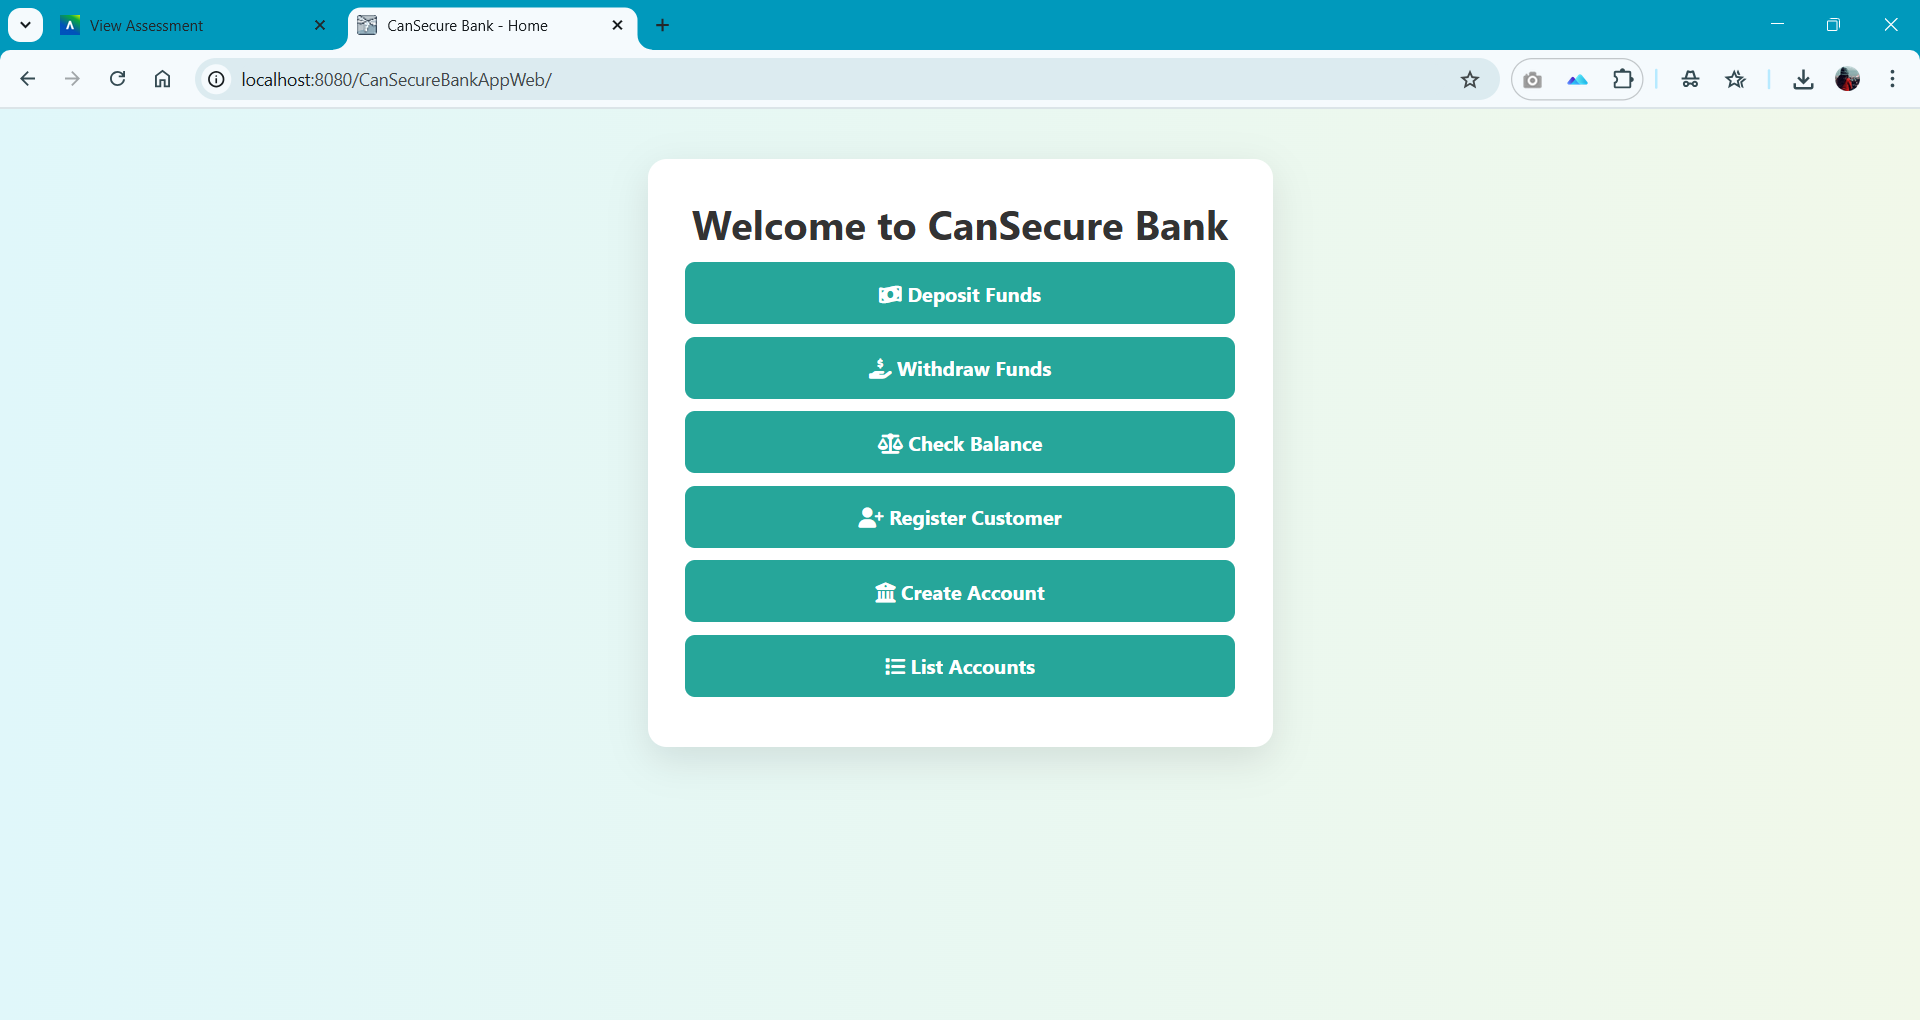 View Assessment
CanSecure Bank - Home
localhost:8080/CanSecureBankAppWeb/
Welcome to CanSecure Bank
Deposit Funds
Withdraw Funds
Check Balance
Register Customer
Create Account
List Accounts